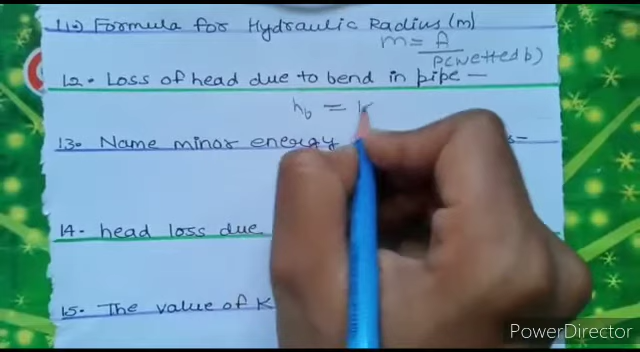 11. Formula for Hydraulic Radius (m)
m = A
P(wetted b)
12. Loss of head due to bend in pipe —
hb = K
13. Name minor energy
14. head loss due
15. The value of K
PowerDirector